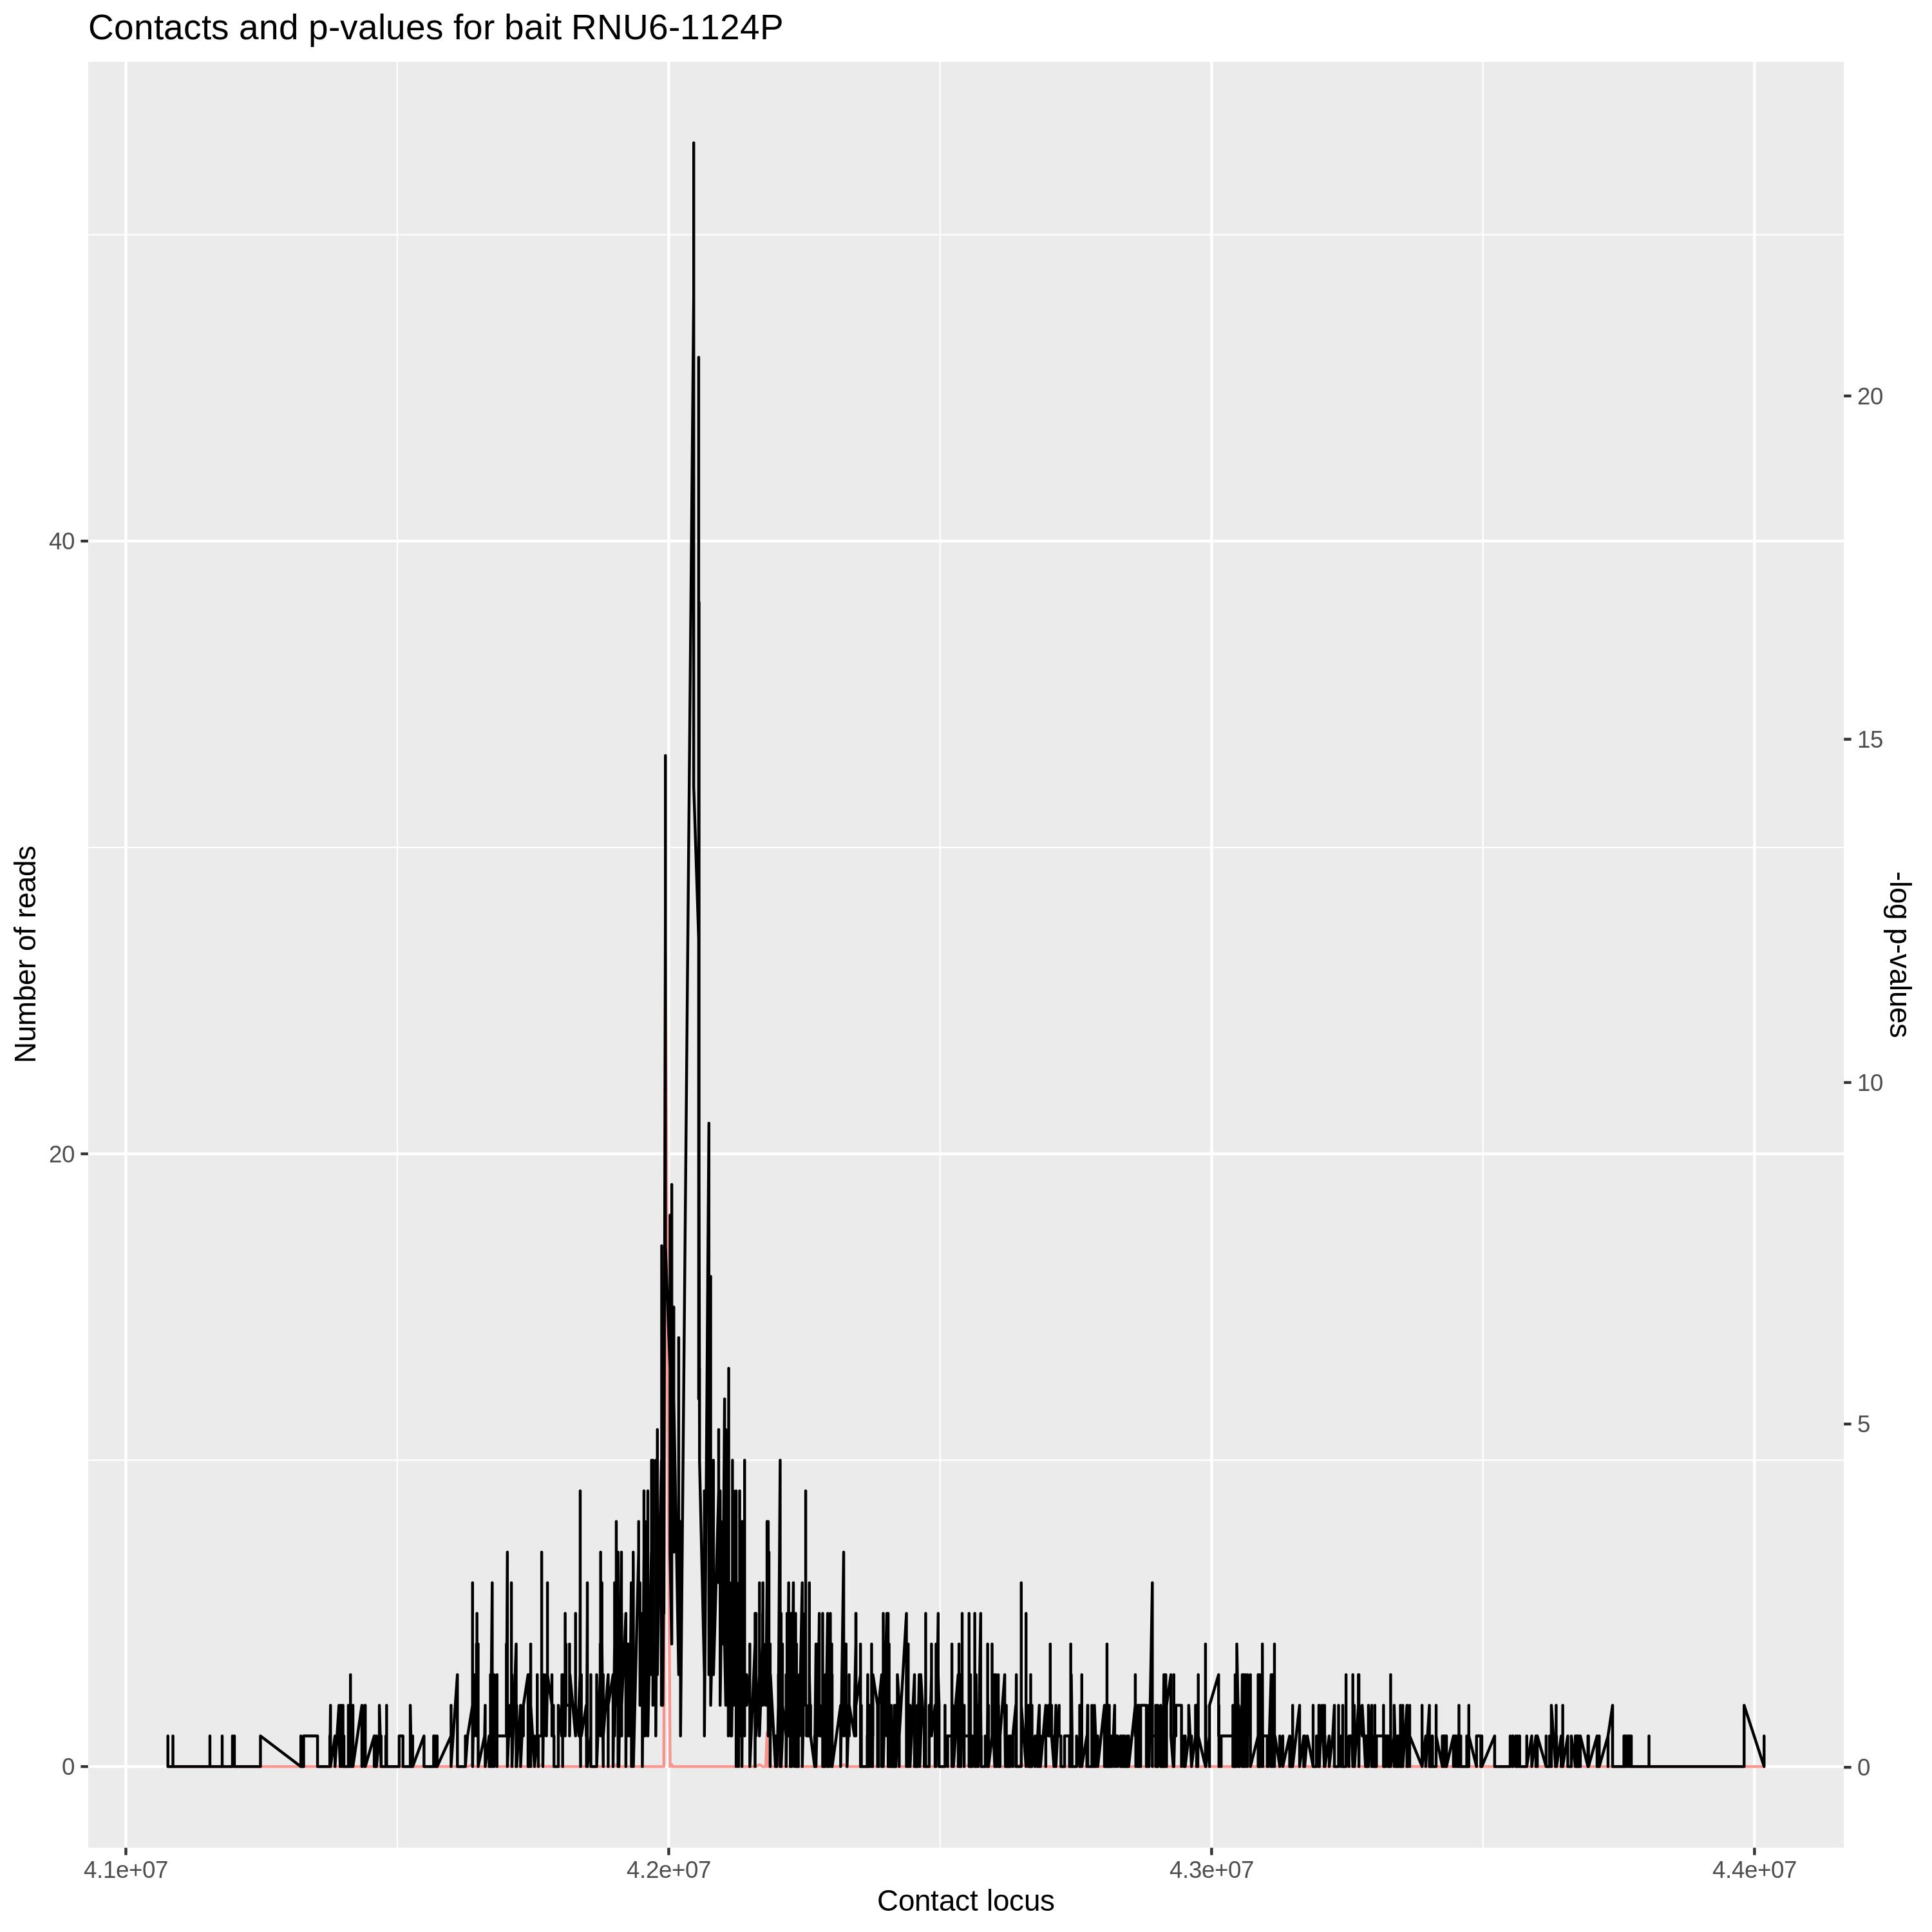 Contacts and p-values for bait RNU6-1124P
Number of reads
40
20
0
-log p-values
20
15
10
5
0
4.1e+07
4.2e+07
4.3e+07
4.4e+07
Contact locus